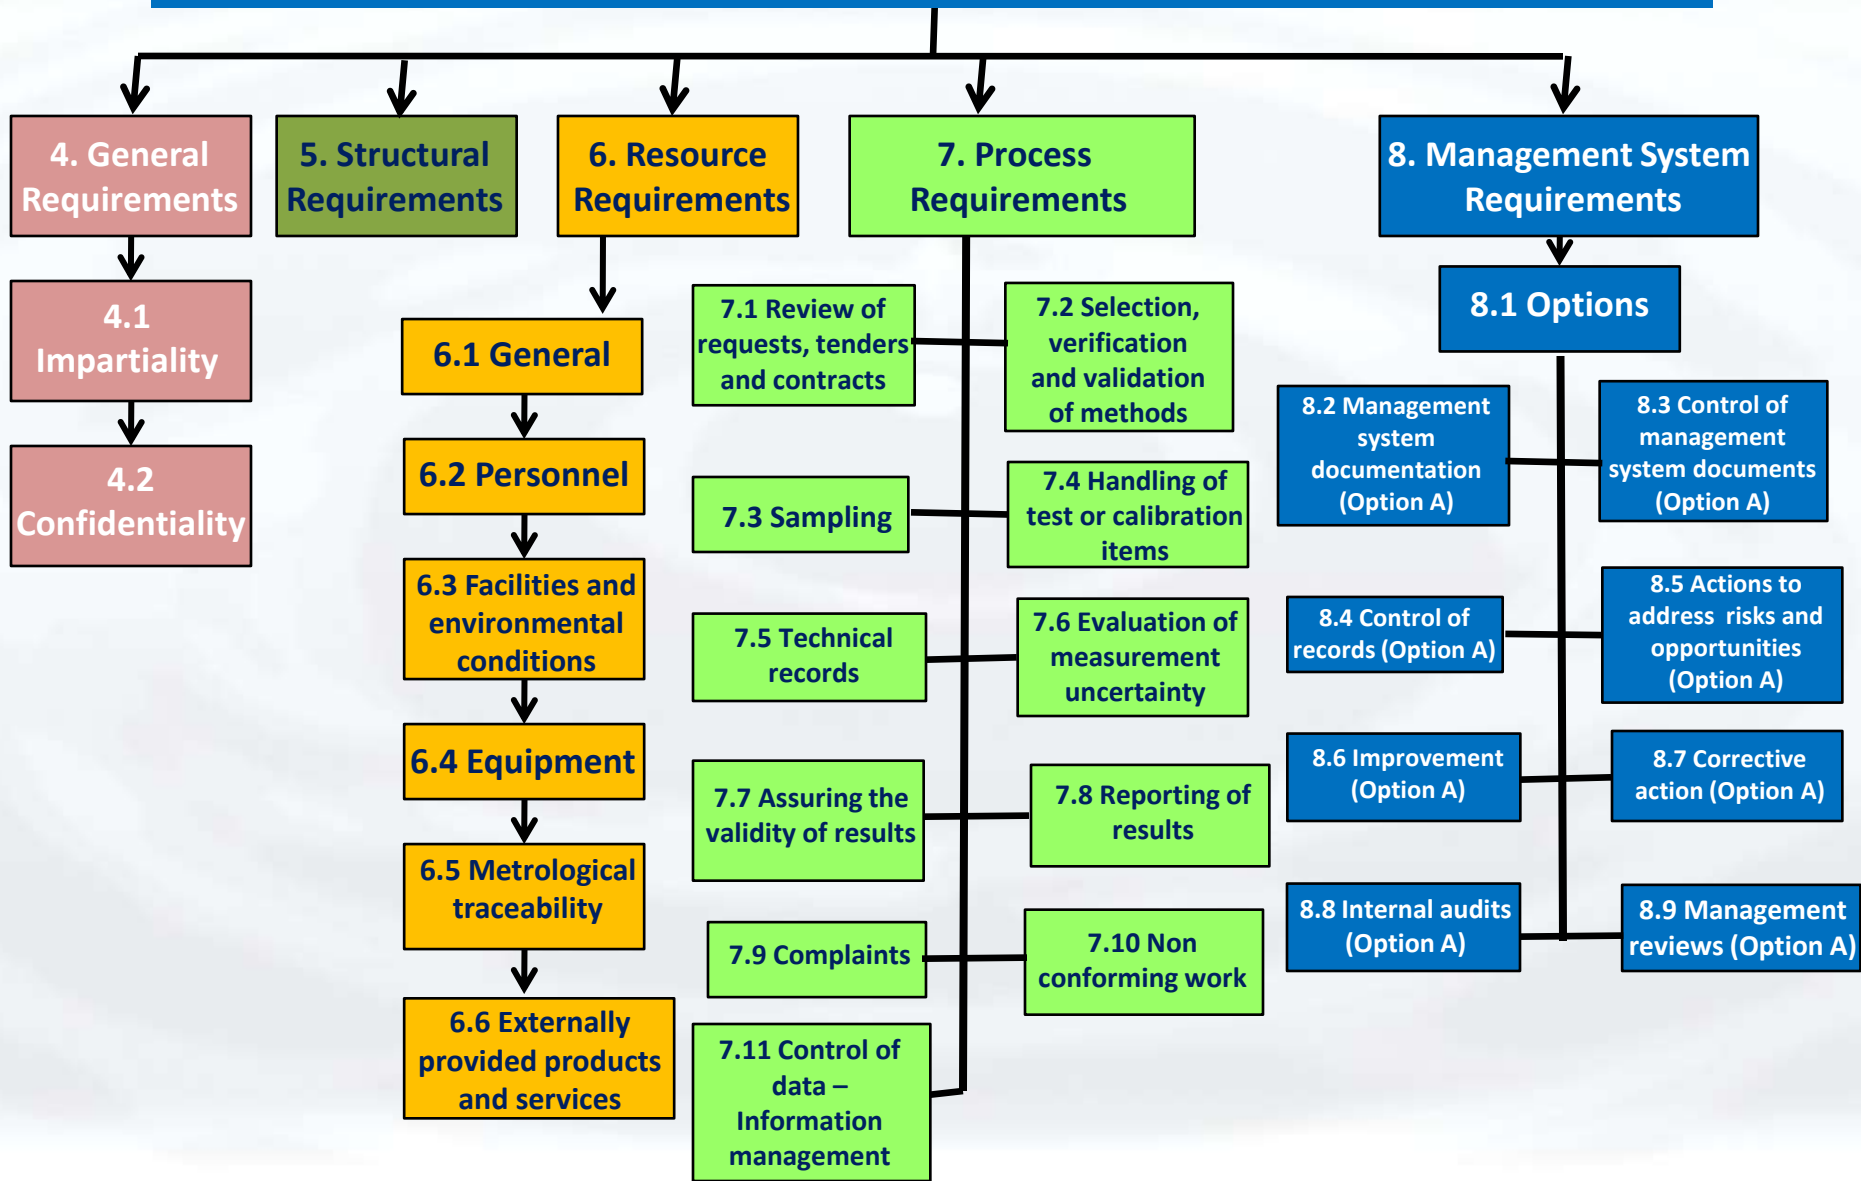 4. General
Requirements
5. Structural
Requirements
6. Resource
Requirements
7. Process
Requirements
8. Management System
Requirements
4.1
Impartiality
4.2
Confidentiality
6.1 General
6.2 Personnel
6.3 Facilities and
environmental
conditions
6.4 Equipment
6.5 Metrological
traceability
6.6 Externally
provided products
and services
7.1 Review of
requests, tenders
and contracts
7.2 Selection,
verification
and validation
of methods
7.3 Sampling
7.4 Handling of
test or calibration
items
7.5 Technical
records
7.6 Evaluation of
measurement
uncertainty
7.7 Assuring the
validity of results
7.8 Reporting of
results
7.9 Complaints
7.10 Non
conforming work
7.11 Control of
data –
Information
management
8.1 Options
8.2 Management
system
documentation
(Option A)
8.3 Control of
management
system documents
(Option A)
8.4 Control of
records (Option A)
8.5 Actions to
address risks and
opportunities
(Option A)
8.6 Improvement
(Option A)
8.7 Corrective
action (Option A)
8.8 Internal audits
(Option A)
8.9 Management
reviews (Option A)